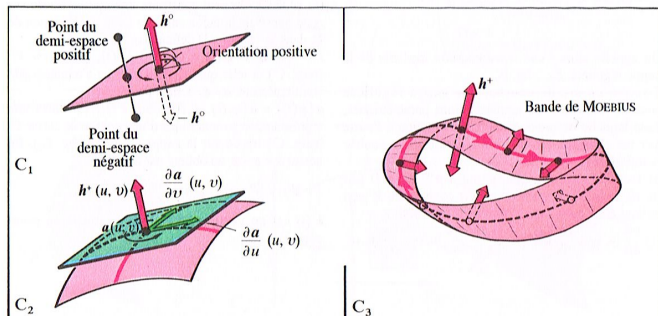 Point du
demi-espace
positif
h°
Orientation positive
– h°
Point du
demi-espace
négatif
C₁
h⁺ (u, v)
∂a/∂v (u, v)
a(u, v)
∂a/∂u (u, v)
C₂
h⁺
Bande de MOEBIUS
C₃